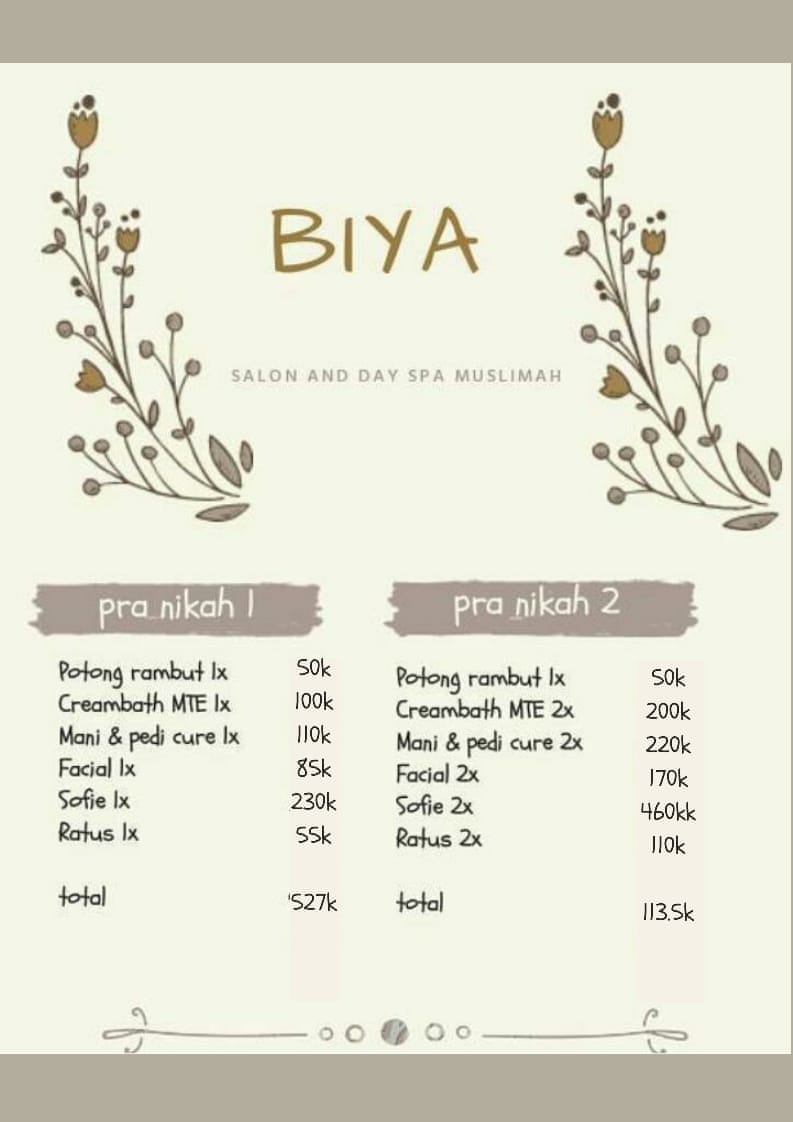 BIYA
SALON AND DAY SPA MUSLIMAH
pra nikah 1
Potong rambut 1x 50k
Creambath MTE 1x 100k
Mani & pedi cure 1x 110k
Facial 1x 85k
Sofie 1x 230k
Ratus 1x 55k
total '527k
pra nikah 2
Potong rambut 1x 50k
Creambath MTE 2x 200k
Mani & pedi cure 2x 220k
Facial 2x 170k
Sofie 2x 460kk
Ratus 2x 110k
total 113.5k